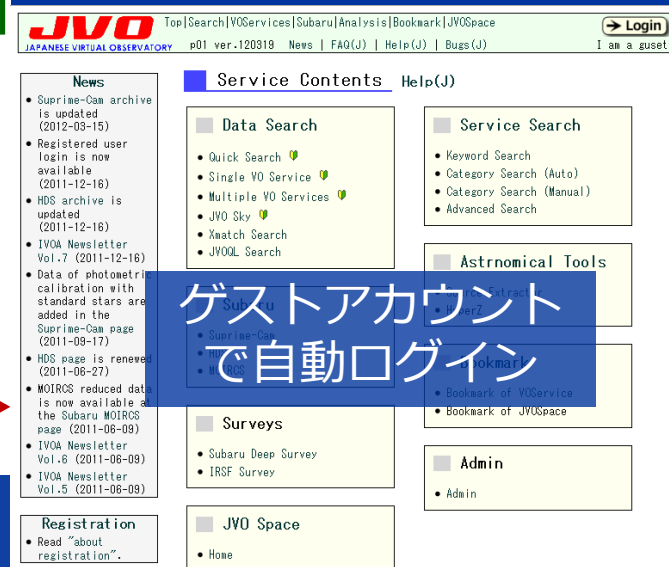 JVO
JAPANESE VIRTUAL OBSERVATORY
Top|Search|VOServices|Subaru|Analysis|Bookmark|JVOSpace
p01 ver.120319 News | FAQ(J) | Help(J) | Bugs(J)
Login
I am a guset
News
Suprime-Cam archive
is updated
(2012-03-15)
Registered user
login is now
available
(2011-12-16)
HDS archive is
updated
(2011-12-16)
IVOA Newsletter
Vol.7 (2011-12-16)
Data of photometric
calibration with
standard stars are
added in the
Suprime-Cam page
(2011-09-17)
HDS page is renewed
(2011-06-27)
MOIRCS reduced data
is now available at
the Subaru MOIRCS
page (2011-06-09)
IVOA Newsletter
Vol.6 (2011-06-09)
IVOA Newsletter
Vol.5 (2011-06-09)
Registration
Read "about
registration".
Service Contents Help(J)
Data Search
Quick Search
Single VO Service
Multiple VO Services
JVO Sky
Xmatch Search
JVOQL Search
Service Search
Keyword Search
Category Search (Auto)
Category Search (Manual)
Advanced Search
Astrnomical Tools
Source Extractor
HyperZ
Subaru
Suprime-Cam
HDS
MOIRCS
ゲストアカウント
で自動ログイン
Bookmark
Bookmark of VOService
Bookmark of JVOSpace
Surveys
Subaru Deep Survey
IRSF Survey
Admin
Admin
JVO Space
Home